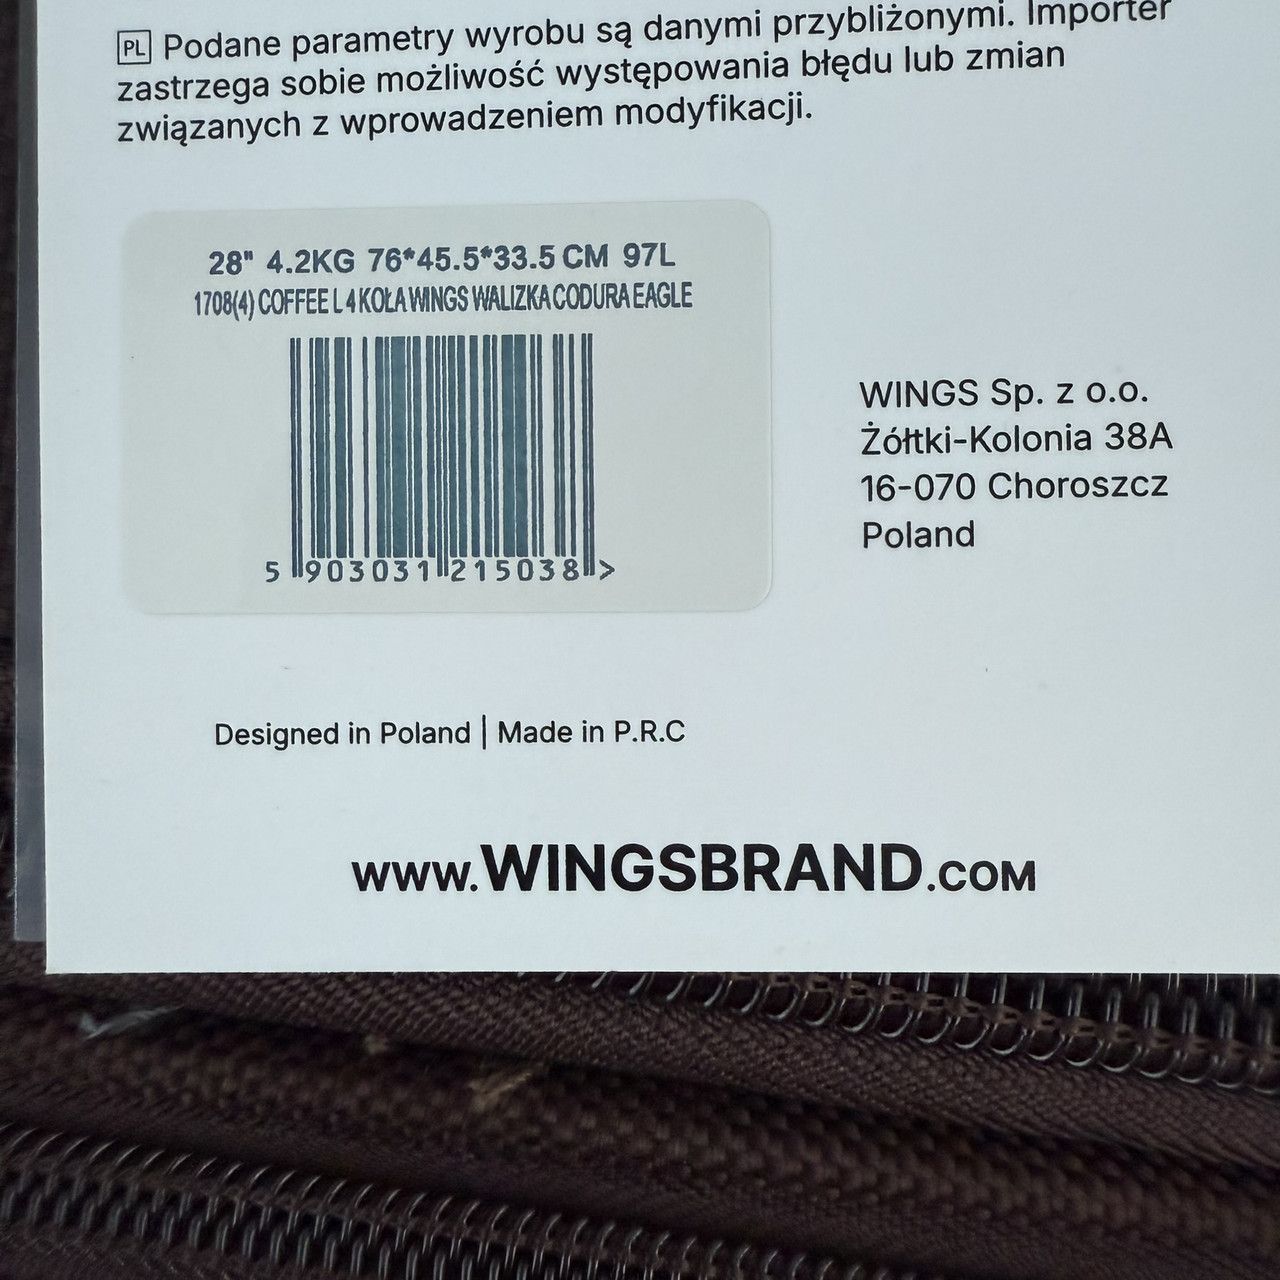 PL Podane parametry wyrobu są danymi przybliżonymi. Importer
zastrzega sobie możliwość występowania błędu lub zmian
związanych z wprowadzeniem modyfikacji.
28" 4.2KG 76*45.5*33.5 CM 97L
1708(4) COFFEE L 4 KOŁA WINGS WALIZKA CODURA EAGLE
5 903031 215038 >
WINGS Sp. z o.o.
Żółtki-Kolonia 38A
16-070 Choroszcz
Poland
Designed in Poland | Made in P.R.C
www.WINGSBRAND.COM